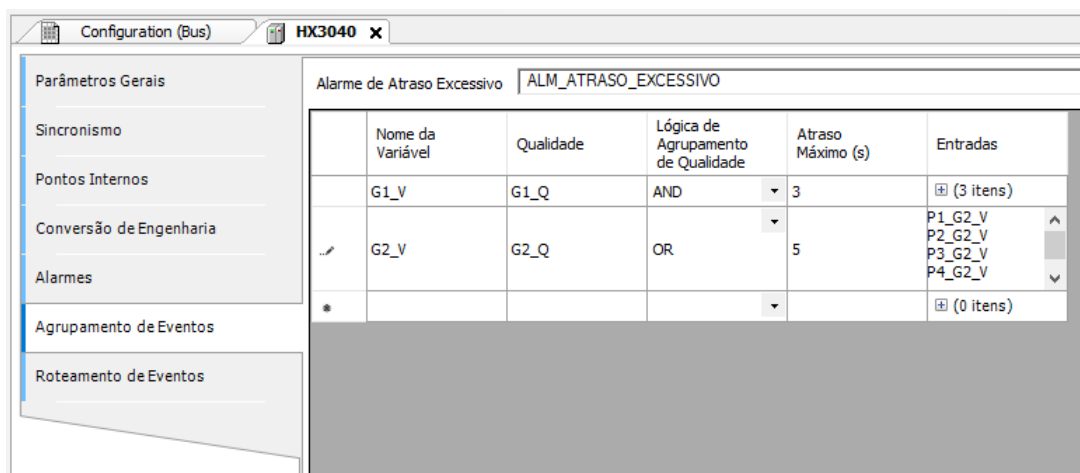 Configuration (Bus) HX3040
Parâmetros Gerais
Sincronismo
Pontos Internos
Conversão de Engenharia
Alarmes
Agrupamento de Eventos
Roteamento de Eventos
Alarme de Atraso Excessivo ALM_ATRASO_EXCESSIVO
Nome da
Variável
Qualidade
Lógica de
Agrupamento
de Qualidade
Atraso
Máximo (s)
Entradas
G1_V G1_Q AND 3 (3 itens)
G2_V G2_Q OR 5
P1_G2_V
P2_G2_V
P3_G2_V
P4_G2_V
(0 itens)